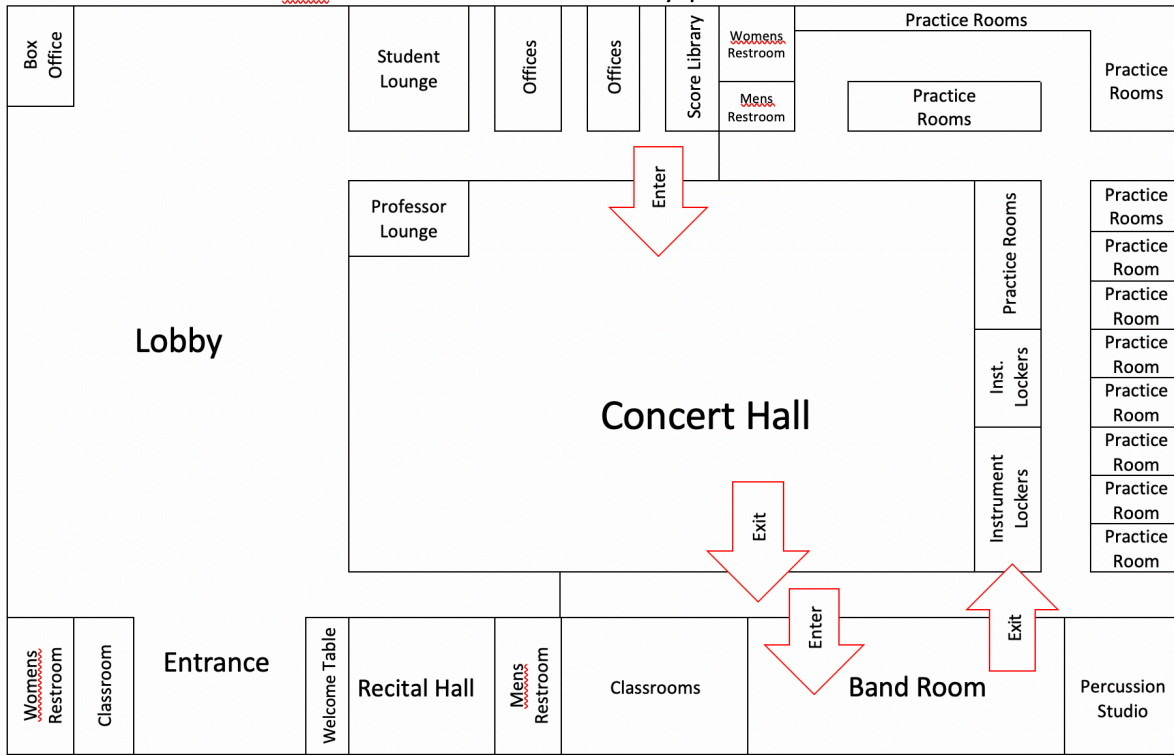 Box
Office
Student
Lounge
Offices
Offices
Score Library
Womens
Restroom
Mens
Restroom
Practice Rooms
Practice
Rooms
Practice
Rooms
Enter
Professor
Lounge
Practice Rooms
Practice
Rooms
Practice
Room
Practice
Room
Practice
Room
Practice
Room
Practice
Room
Practice
Room
Practice
Room
Lobby
Concert Hall
Inst.
Lockers
Instrument
Lockers
Exit
Enter
Exit
Womens
Restroom
Classroom
Entrance
Welcome Table
Recital Hall
Mens
Restroom
Classrooms
Band Room
Percussion
Studio